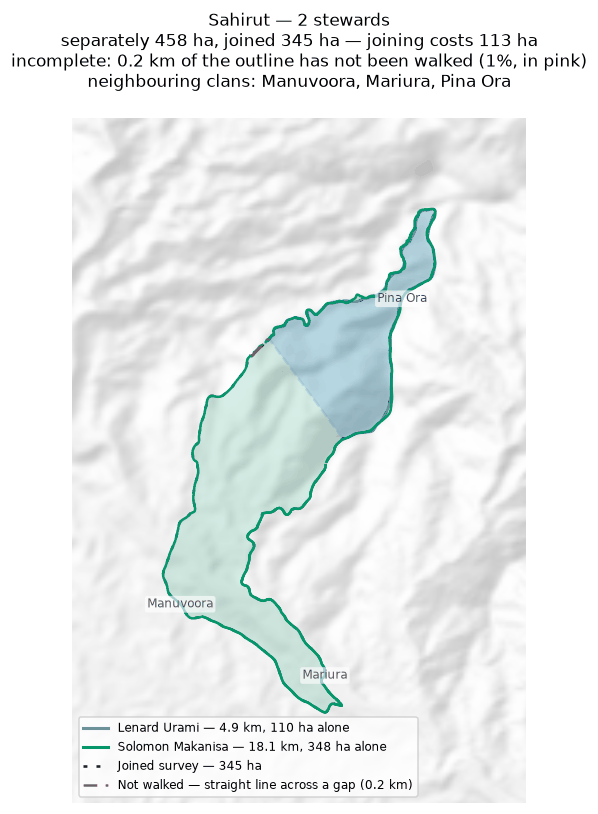 Sahirut — 2 stewards
separately 458 ha, joined 345 ha — joining costs 113 ha
incomplete: 0.2 km of the outline has not been walked (1%, in pink)
neighbouring clans: Manuvoora, Mariura, Pina Ora
Pina Ora
Manuvoora
Mariura
Lenard Urami — 4.9 km, 110 ha alone
Solomon Makanisa — 18.1 km, 348 ha alone
Joined survey — 345 ha
Not walked — straight line across a gap (0.2 km)